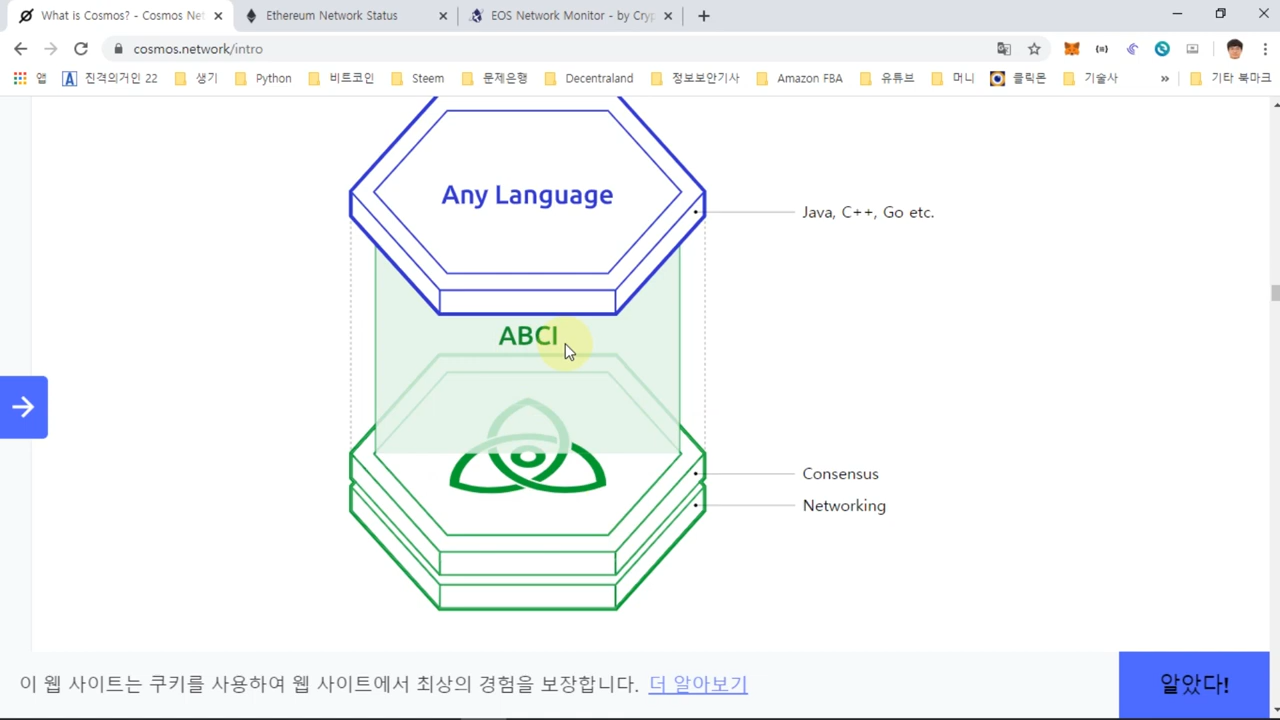 What is Cosmos? - Cosmos Net
Ethereum Network Status
EOS Network Monitor - by Cryp
cosmos.network/intro
앱
진격의거인 22
생기
Python
비트코인
Steem
문제은행
Decentraland
정보보안기사
Amazon FBA
유튜브
머니
클릭몬
기술사
»
기타 북마크
Any Language
Java, C++, Go etc.
ABCI
Consensus
Networking
이 웹 사이트는 쿠키를 사용하여 웹 사이트에서 최상의 경험을 보장합니다. 더 알아보기
알았다!